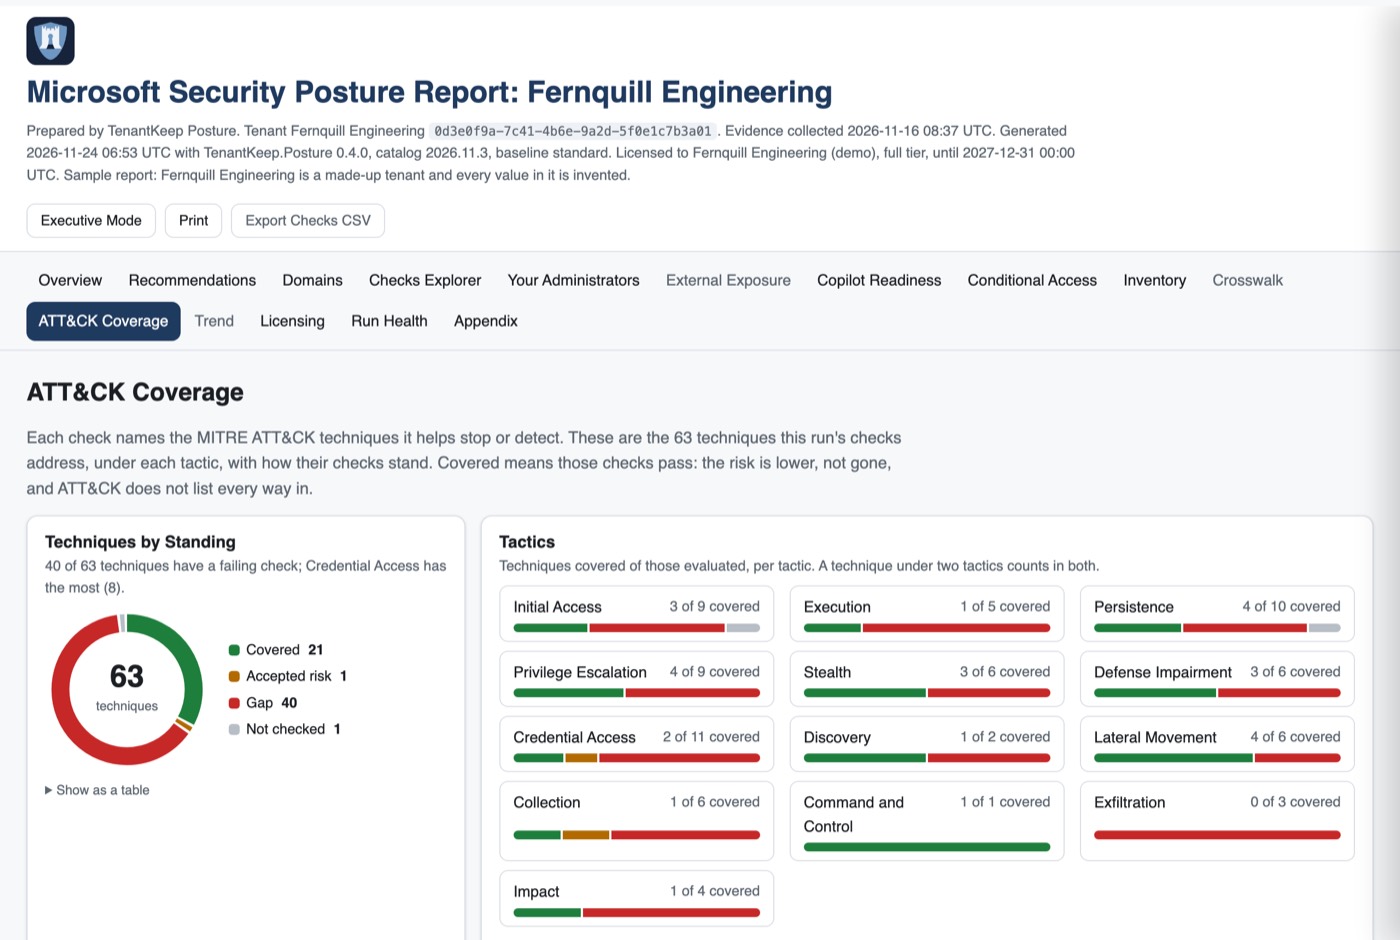 Microsoft Security Posture Report: Fernquill Engineering
Prepared by TenantKeep Posture. Tenant Fernquill Engineering 0d3e0f9a-7c41-4b6e-9a2d-5f0e1c7b3a01 . Evidence collected 2026-11-16 08:37 UTC. Generated
2026-11-24 06:53 UTC with TenantKeep.Posture 0.4.0, catalog 2026.11.3, baseline standard. Licensed to Fernquill Engineering (demo), full tier, until 2027-12-31 00:00
UTC. Sample report: Fernquill Engineering is a made-up tenant and every value in it is invented.
Executive Mode Print Export Checks CSV
Overview Recommendations Domains Checks Explorer Your Administrators External Exposure Copilot Readiness Conditional Access Inventory Crosswalk
ATT&CK Coverage Trend Licensing Run Health Appendix
ATT&CK Coverage
Each check names the MITRE ATT&CK techniques it helps stop or detect. These are the 63 techniques this run's checks
address, under each tactic, with how their checks stand. Covered means those checks pass: the risk is lower, not gone,
and ATT&CK does not list every way in.
Techniques by Standing
40 of 63 techniques have a failing check; Credential Access has
the most (8).
63
techniques
Covered 21
Accepted risk 1
Gap 40
Not checked 1
▶ Show as a table
Tactics
Techniques covered of those evaluated, per tactic. A technique under two tactics counts in both.
Initial Access 3 of 9 covered
Execution 1 of 5 covered
Persistence 4 of 10 covered
Privilege Escalation 4 of 9 covered
Stealth 3 of 6 covered
Defense Impairment 3 of 6 covered
Credential Access 2 of 11 covered
Discovery 1 of 2 covered
Lateral Movement 4 of 6 covered
Collection 1 of 6 covered
Command and 1 of 1 covered
Control
Exfiltration 0 of 3 covered
Impact 1 of 4 covered